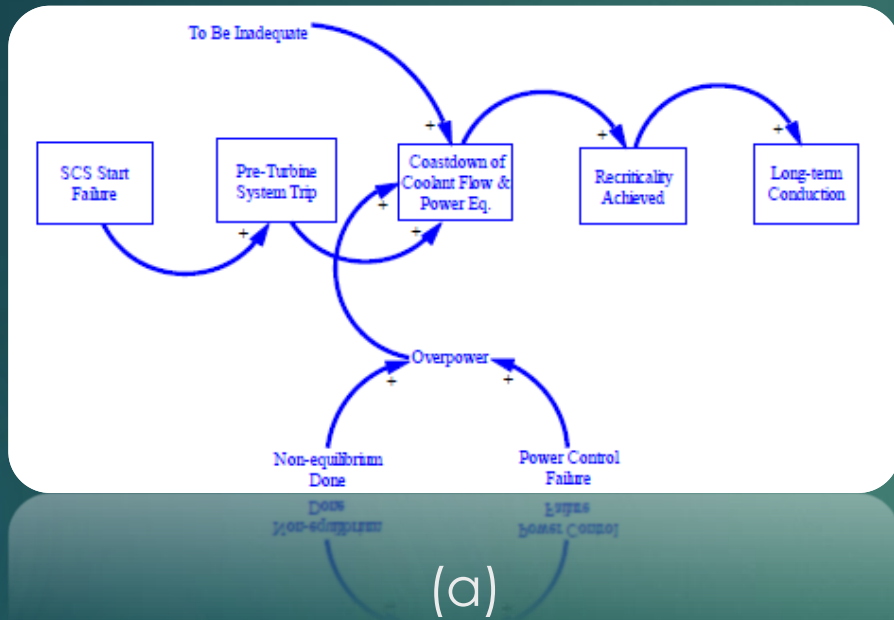 To Be Inadequate
+
SCS Start
Failure
Pre-Turbine
System Trip
Coastdown of
Coolant Flow &
Power Eq.
+
Recriticality
Achieved
+
Long-term
Conduction
+
+
+
Overpower
+
+
Non-equilibrium
Done
Power Control
Failure
(a)